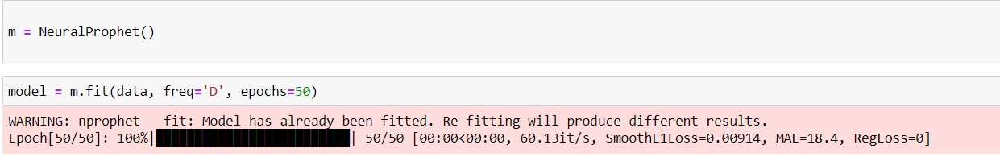 m = NeuralProphet()
model = m.fit(data, freq='D', epochs=50)
WARNING: nprophet - fit: Model has already been fitted. Re-fitting will produce different results.
Epoch[50/50]: 100%|██████████| 50/50 [00:00<00:00, 60.13it/s, SmoothL1Loss=0.00914, MAE=18.4, RegLoss=0]